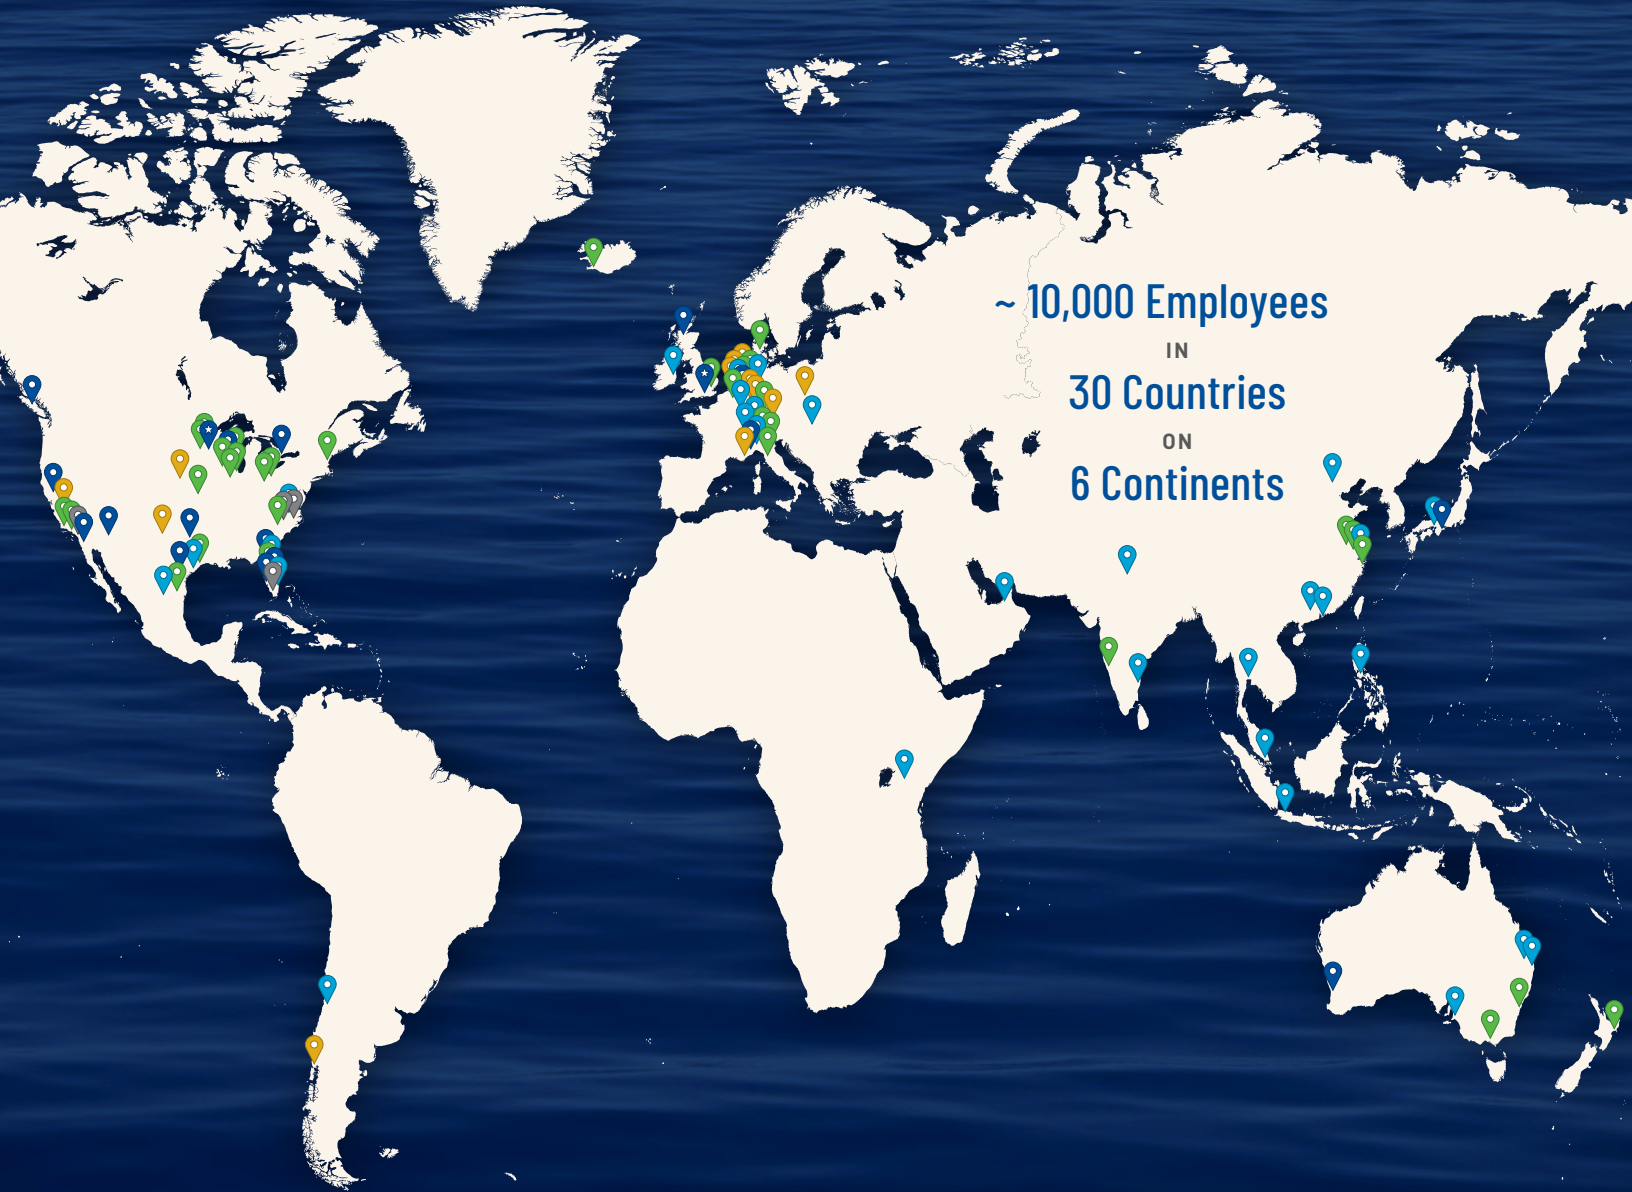 ~ 10,000 Employees
IN
30 Countries
ON
6 Continents